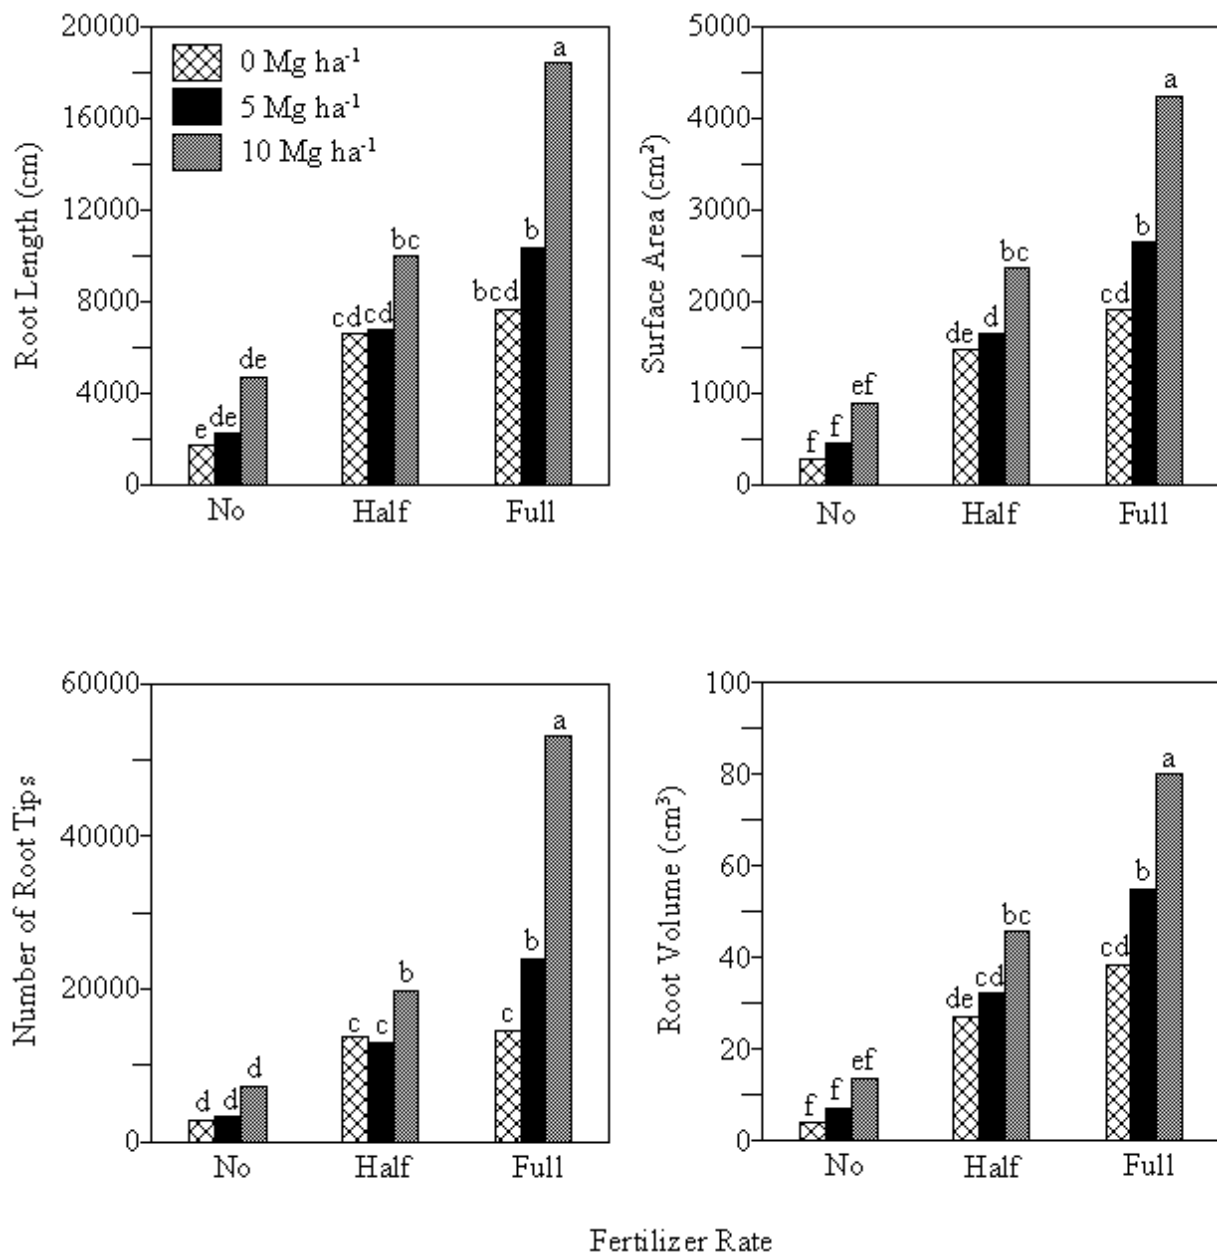 20000
16000
12000
8000
4000
0
Root Length (cm)
0 Mg ha⁻¹
5 Mg ha⁻¹
10 Mg ha⁻¹
e de de
cd cd bc
bcd b a
No Half Full
5000
4000
3000
2000
1000
0
Surface Area (cm²)
f f ef
de d bc
cd b a
No Half Full
60000
40000
20000
0
Number of Root Tips
d d d
c c b
c b a
No Half Full
100
80
60
40
20
0
Root Volume (cm³)
f f ef
de cd bc
cd b a
No Half Full
Fertilizer Rate